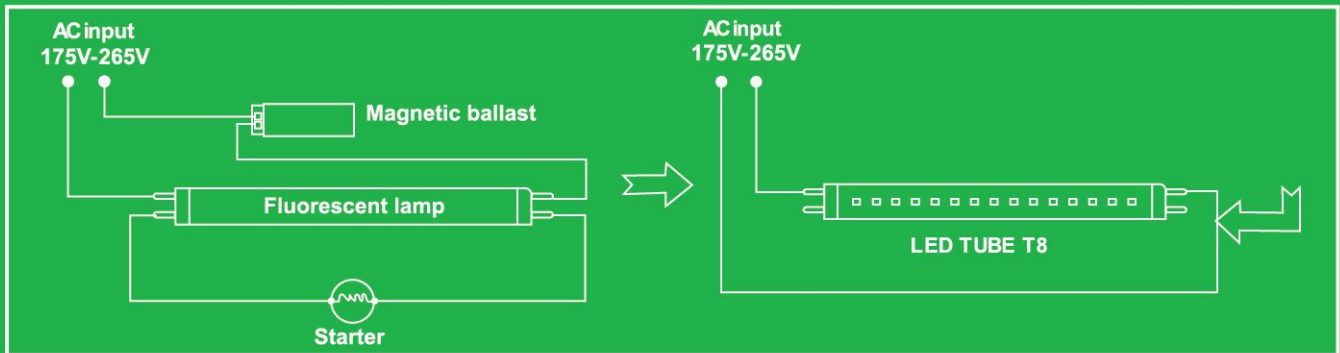 AC input
175V-265V
Magnetic ballast
Fluorescent lamp
Starter
AC input
175V-265V
LED TUBE T8